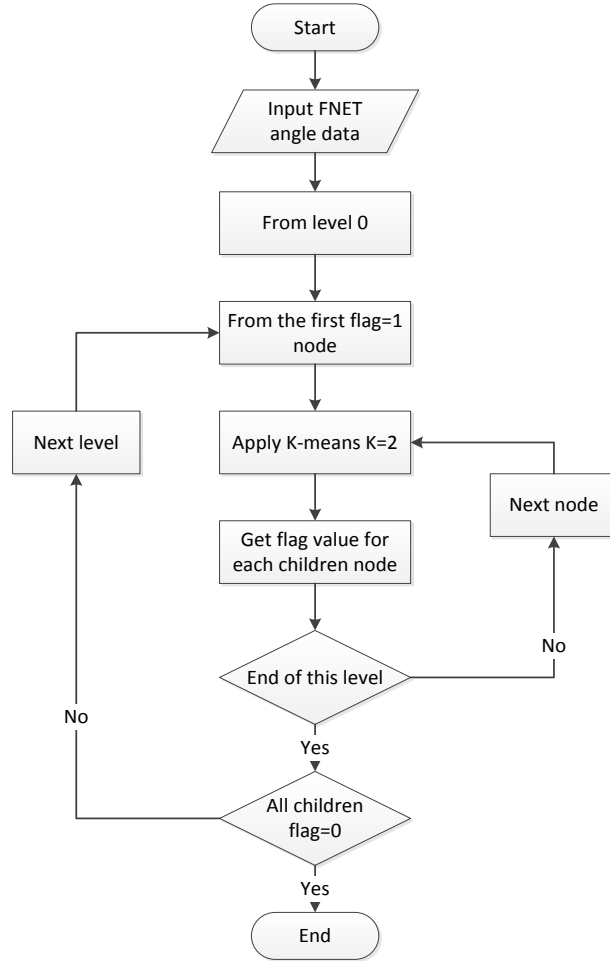 Start
Input FNET
angle data
From level 0
From the first flag=1
node
Next level
Apply K-means K=2
Next node
Get flag value for
each children node
End of this level
No
No
Yes
All children
flag=0
Yes
End